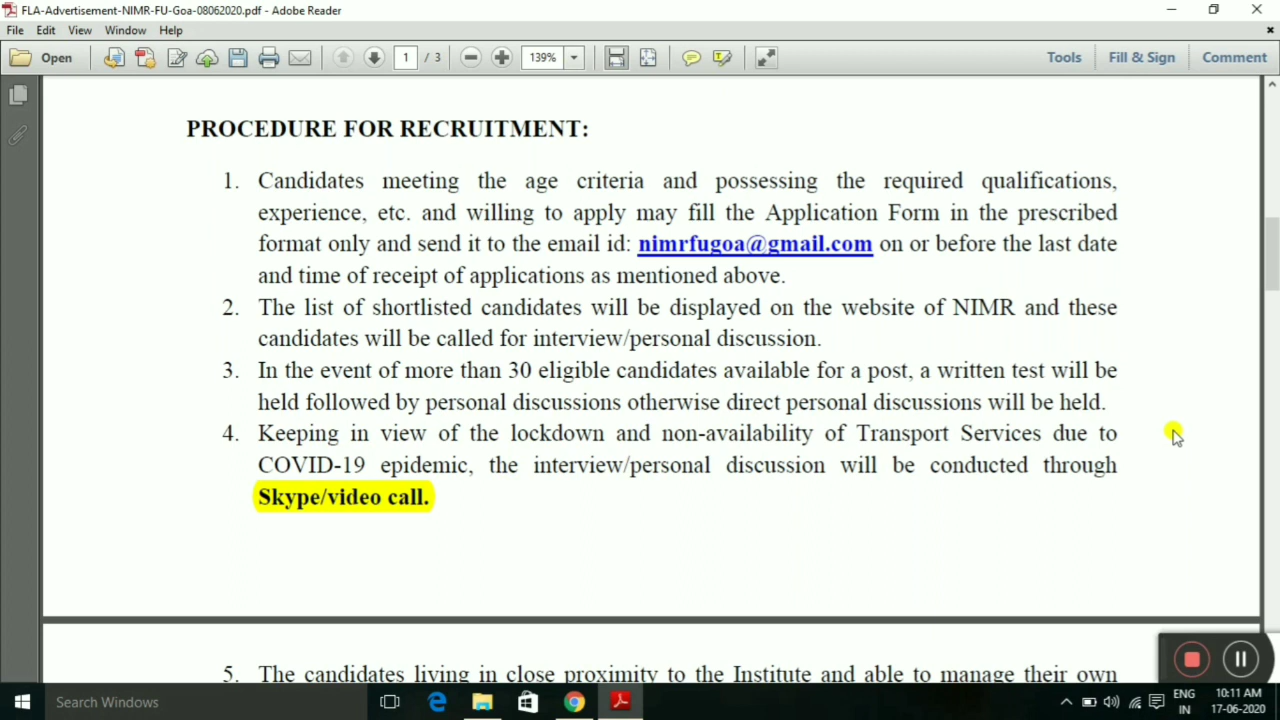 FLA-Advertisement-NIMR-FU-Goa-08062020.pdf - Adobe Reader
File Edit View Window Help
Open 1 / 3 139% Tools Fill & Sign Comment
PROCEDURE FOR RECRUITMENT:
1. Candidates meeting the age criteria and possessing the required qualifications,
experience, etc. and willing to apply may fill the Application Form in the prescribed
format only and send it to the email id: nimrfugoa@gmail.com on or before the last date
and time of receipt of applications as mentioned above.
2. The list of shortlisted candidates will be displayed on the website of NIMR and these
candidates will be called for interview/personal discussion.
3. In the event of more than 30 eligible candidates available for a post, a written test will be
held followed by personal discussions otherwise direct personal discussions will be held.
4. Keeping in view of the lockdown and non-availability of Transport Services due to
COVID-19 epidemic, the interview/personal discussion will be conducted through
Skype/video call.
5. The candidates living in close proximity to the Institute and able to manage their own
Search Windows
ENG 10:11 AM
IN 17-06-2020